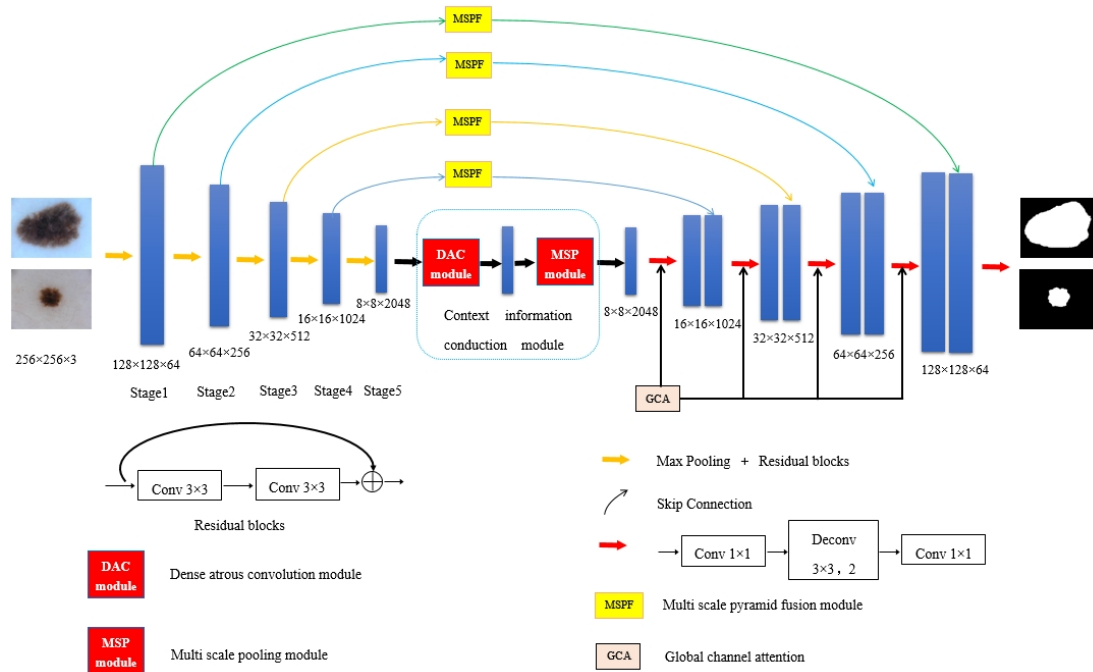 MSPF
MSPF
MSPF
MSPF
DAC
module
MSP
module
Context information
conduction module
256×256×3
128×128×64
64×64×256
32×32×512
16×16×1024
8×8×2048
8×8×2048
16×16×1024
32×32×512
64×64×256
128×128×64
Stage1
Stage2
Stage3
Stage4
Stage5
GCA
Conv 3×3
Conv 3×3
Residual blocks
DAC
module
Dense atrous convolution module
MSP
module
Multi scale pooling module
Max Pooling + Residual blocks
Skip Connection
Conv 1×1
Deconv
3×3, 2
Conv 1×1
MSPF
Multi scale pyramid fusion module
GCA
Global channel attention